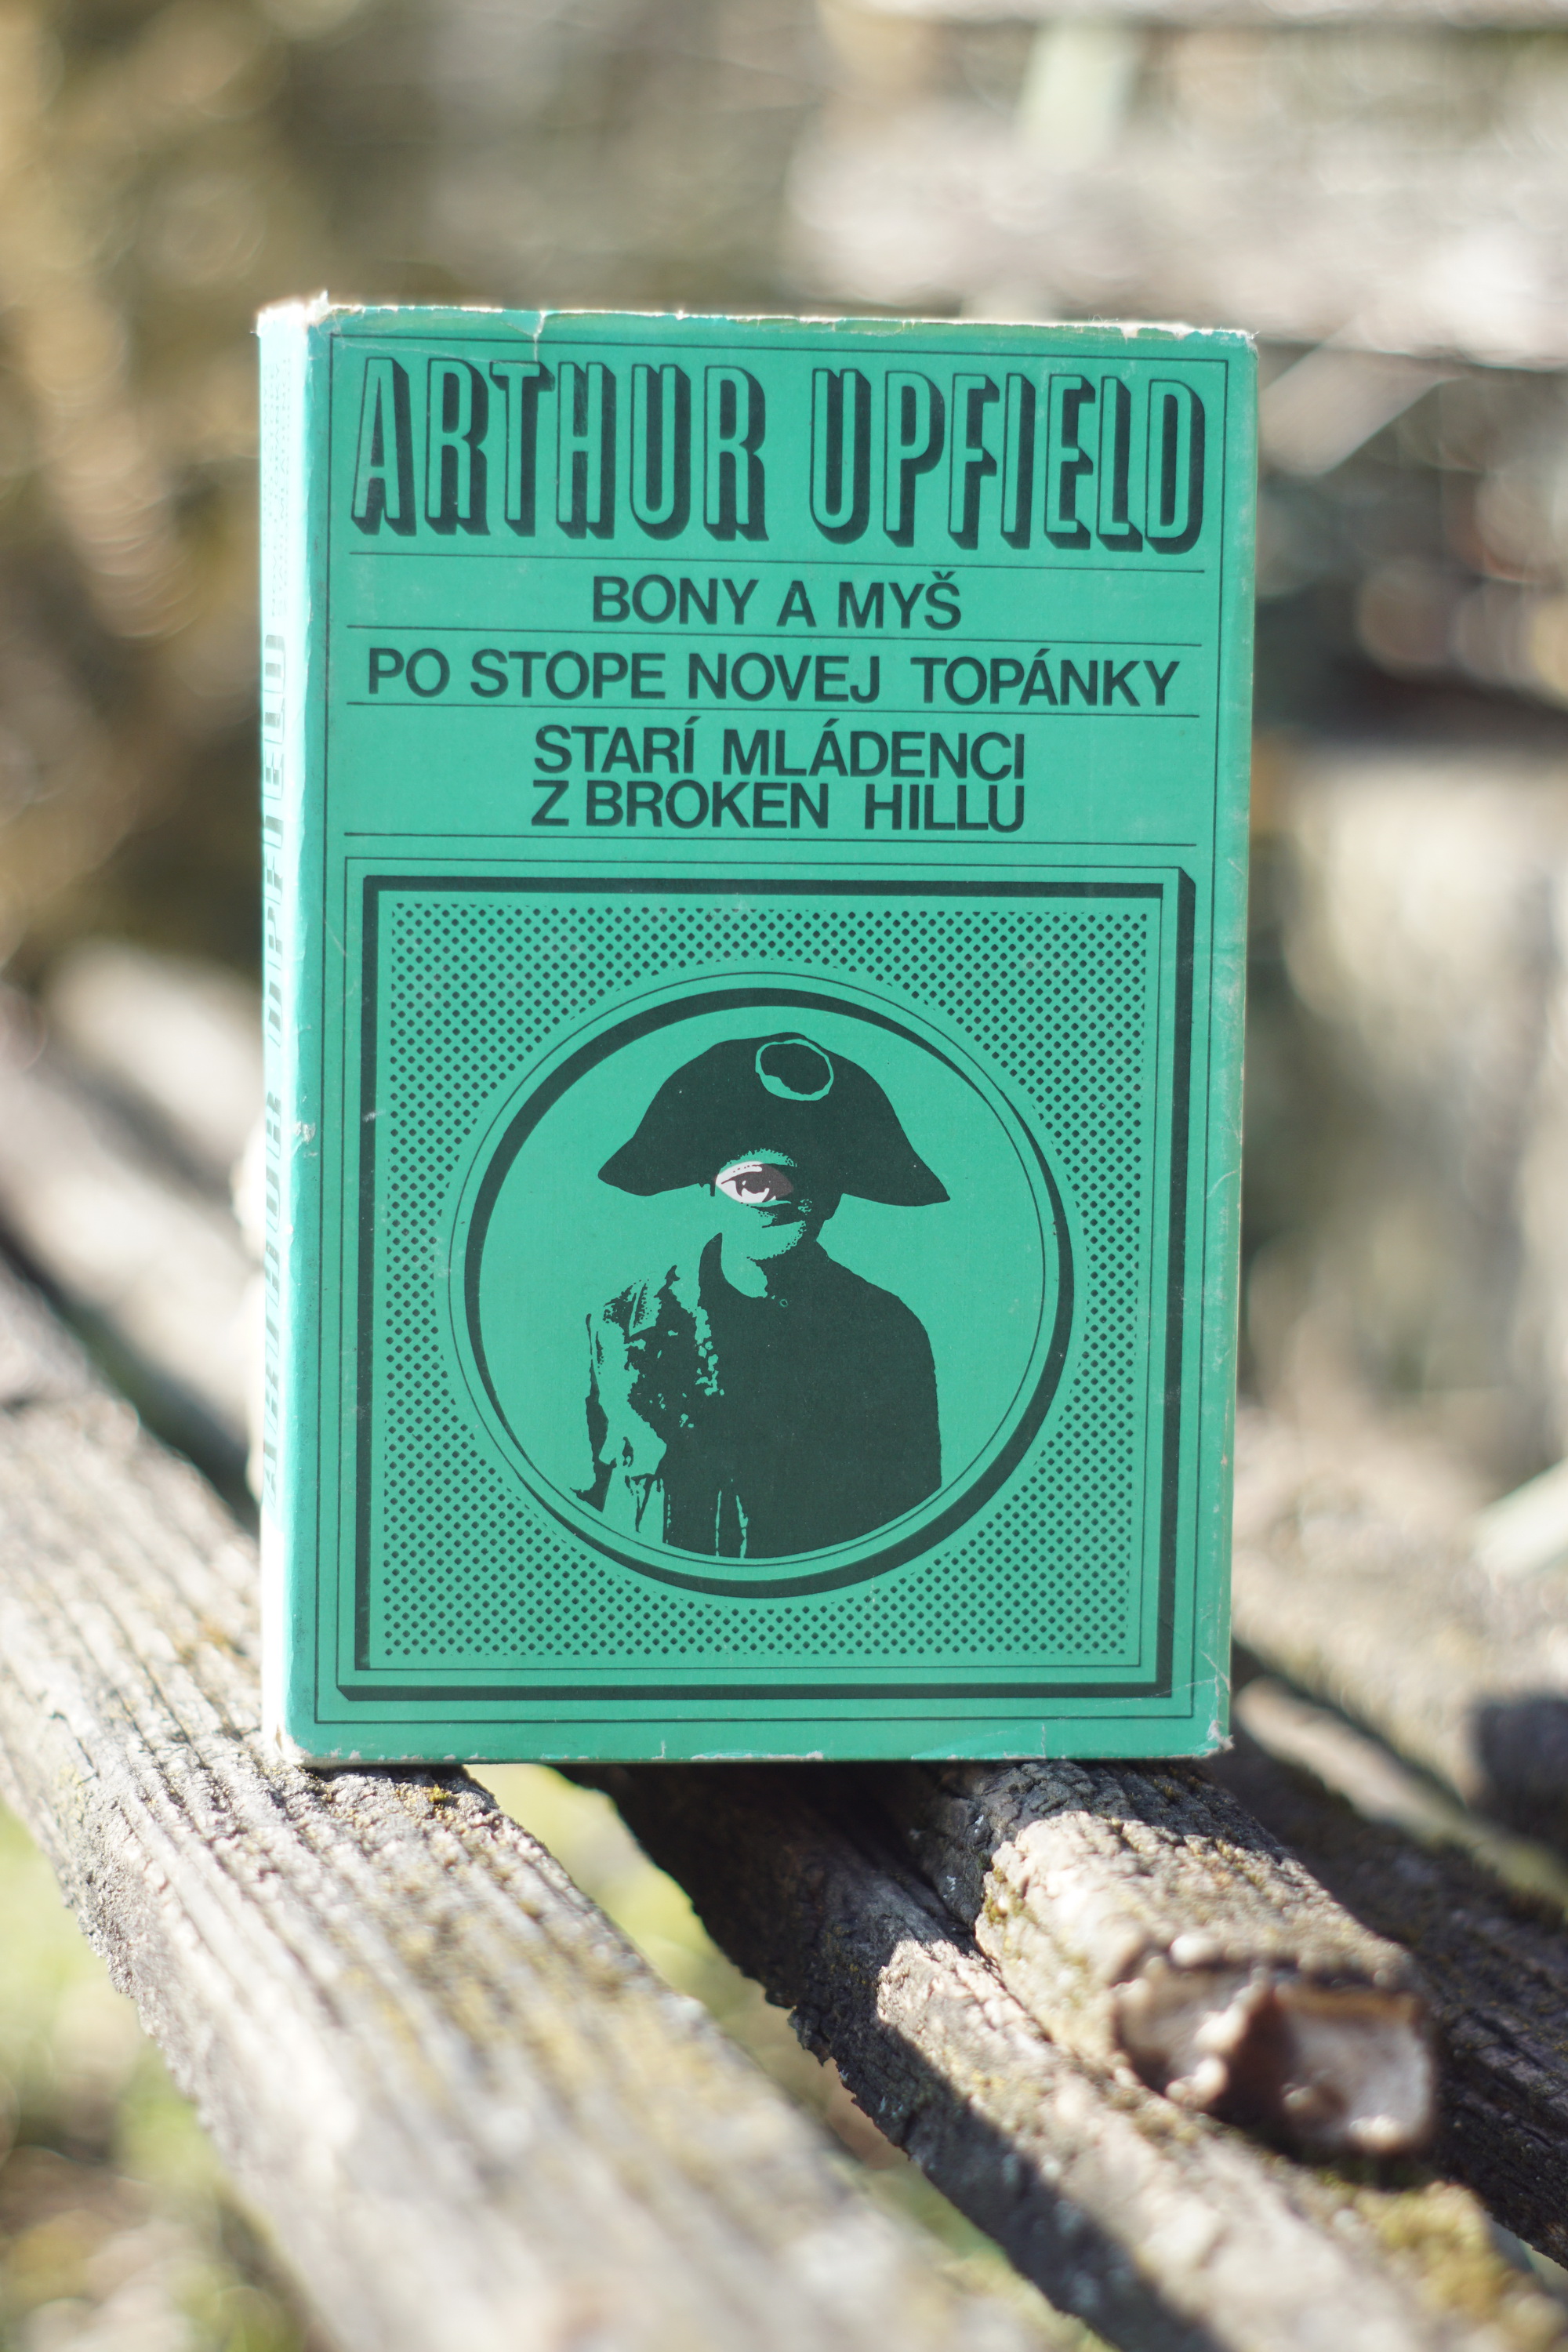 ARTHUR UPFIELD
BONY A MYŠ
PO STOPE NOVEJ TOPÁNKY
STARÍ MLÁDENCI
Z BROKEN HILLU
ARTHUR UPFIELD